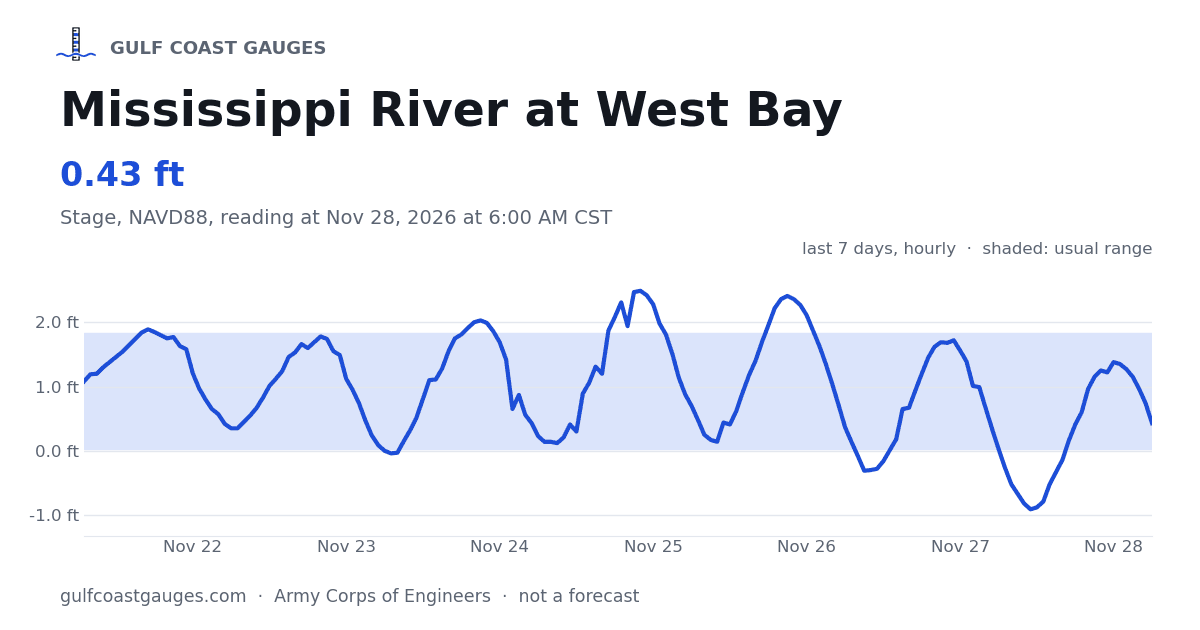 GULF COAST GAUGES
Mississippi River at West Bay
0.43 ft
Stage, NAVD88, reading at Nov 28, 2026 at 6:00 AM CST
last 7 days, hourly · shaded: usual range
2.0 ft
1.0 ft
0.0 ft
-1.0 ft
Nov 22 Nov 23 Nov 24 Nov 25 Nov 26 Nov 27 Nov 28
gulfcoastgauges.com · Army Corps of Engineers · not a forecast